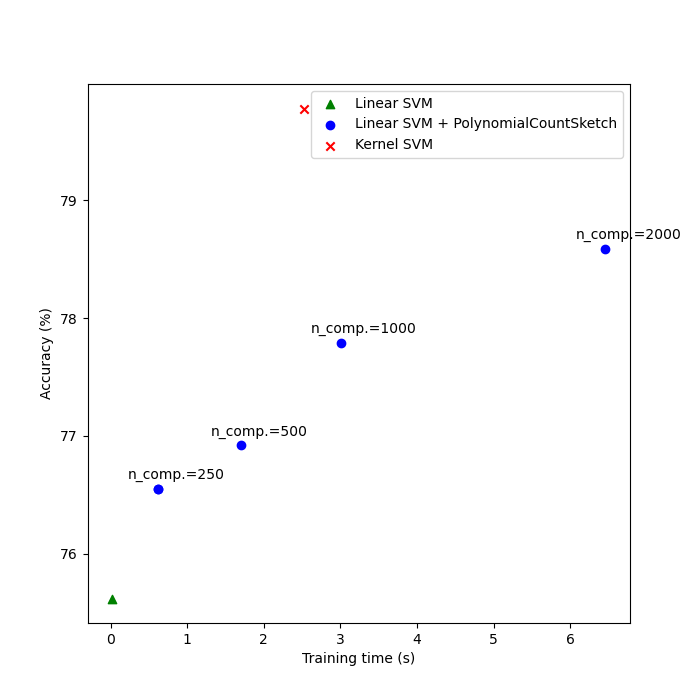 Linear SVM
Linear SVM + PolynomialCountSketch
Kernel SVM
79
n_comp.=2000
78
n_comp.=1000
77
n_comp.=500
n_comp.=250
76
Accuracy (%)
0 1 2 3 4 5 6
Training time (s)